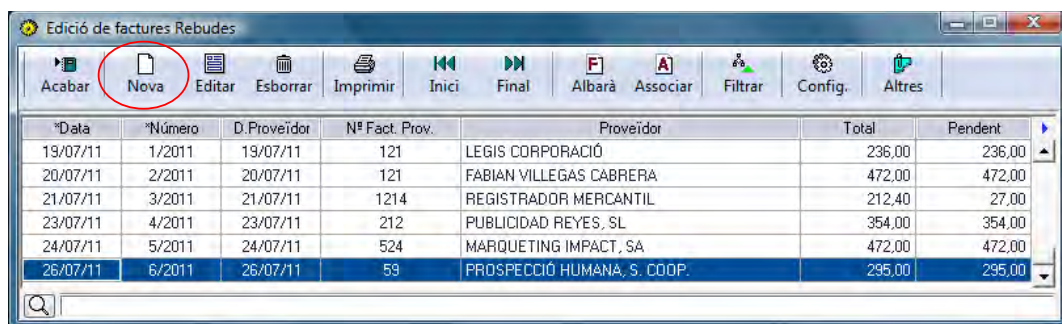 Edició de factures Rebudes
Acabar Nova Editar Esborrar Imprimir Inici Final Albarà Associar Filtrar Config. Altres
*Data *Número D.Proveïdor Nº Fact. Prov. Proveïdor Total Pendent
19/07/11 1/2011 19/07/11 121 LEGIS CORPORACIÓ 236,00 236,00
20/07/11 2/2011 20/07/11 121 FABIAN VILLEGAS CABRERA 472,00 472,00
21/07/11 3/2011 21/07/11 1214 REGISTRADOR MERCANTIL 212,40 27,00
23/07/11 4/2011 23/07/11 212 PUBLICIDAD REYES, SL 354,00 354,00
24/07/11 5/2011 24/07/11 524 MARQUETING IMPACT, SA 472,00 472,00
26/07/11 6/2011 26/07/11 59 PROSPECCIÓ HUMANA, S. COOP. 295,00 295,00